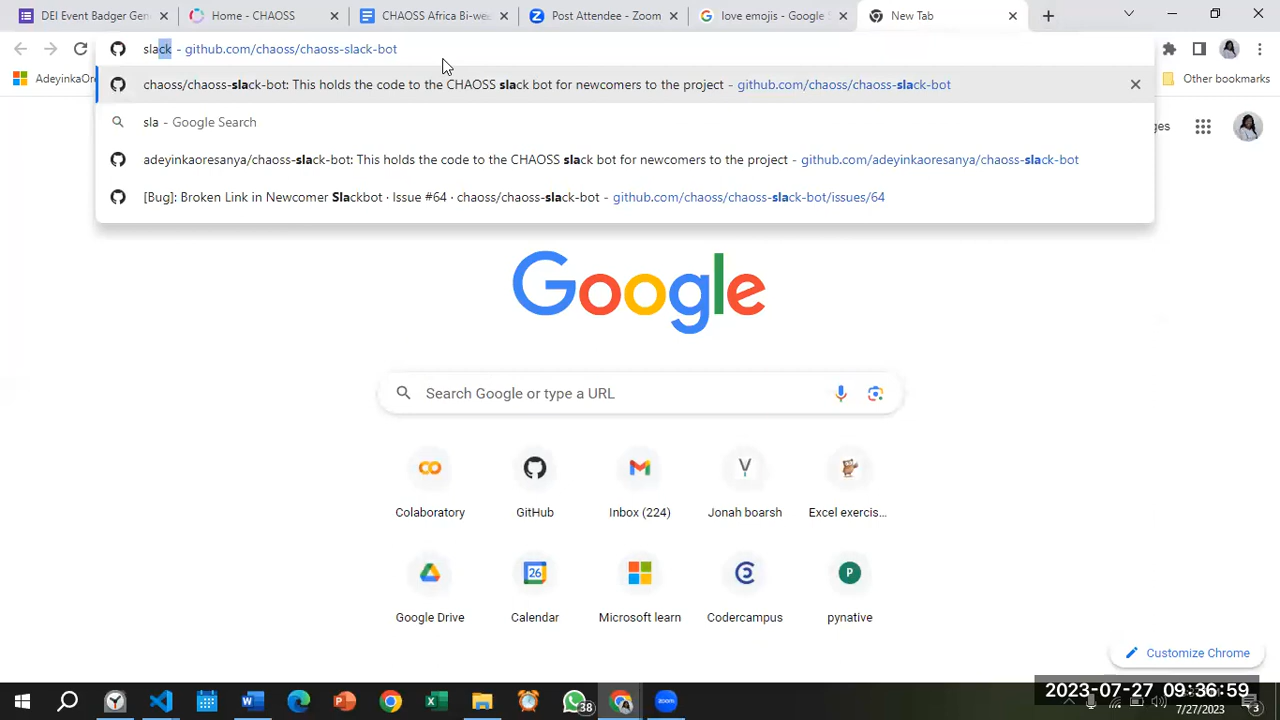 DEI Event Badger Gen
Home - CHAOSS
CHAOSS Africa Bi-wee
Post Attendee - Zoom
love emojis - Google S
New Tab
slack - github.com/chaoss/chaoss-slack-bot
AdeyinkaOr
Other bookmarks
chaoss/chaoss-slack-bot: This holds the code to the CHAOSS slack bot for newcomers to the project - github.com/chaoss/chaoss-slack-bot
sla - Google Search
ges
adeyinkaoresanya/chaoss-slack-bot: This holds the code to the CHAOSS slack bot for newcomers to the project - github.com/adeyinkaoresanya/chaoss-slack-bot
[Bug]: Broken Link in Newcomer Slackbot · Issue #64 · chaoss/chaoss-slack-bot - github.com/chaoss/chaoss-slack-bot/issues/64
Google
Search Google or type a URL
Colaboratory
GitHub
Inbox (224)
Jonah boarsh
Excel exercis...
26
Google Drive
Calendar
Microsoft learn
Codercampus
pynative
Customize Chrome
38
2023-07-27 09:36:59
7/27/2023
3